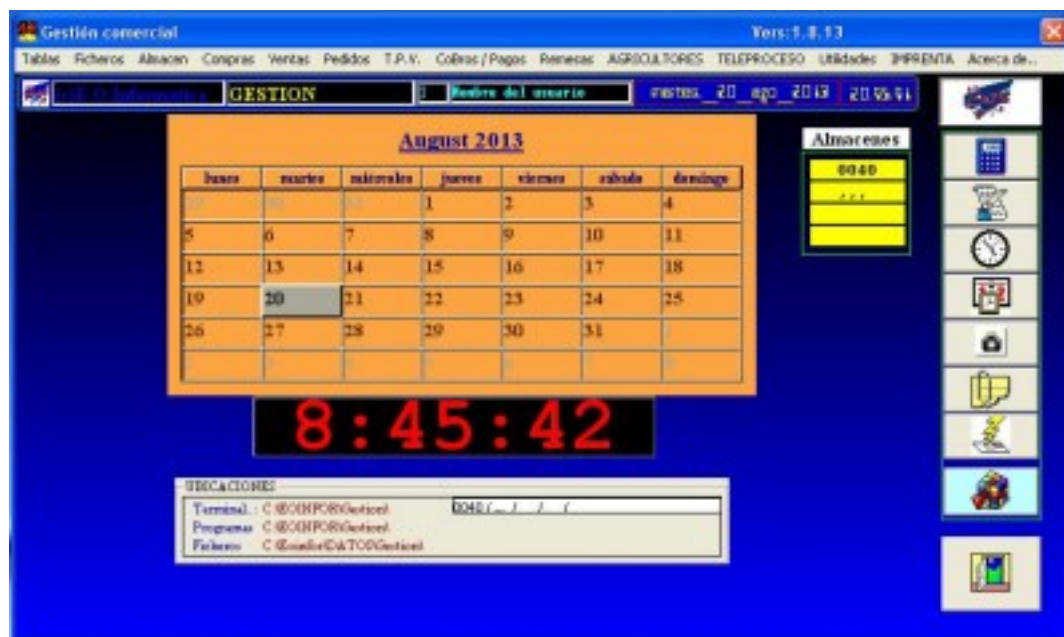 Gestión comercial Vers:1.8.13
Tablas Ficheros Almacen Compras Ventas Pedidos T.P.V. Cobros / Pagos Remesas AGRICULTORES TELEPROCESO Utilidades IMPRENTA Acerca de...
GESTION Nombre del usuario martes, 20 ago 2013
August 2013
lunes martes miércoles jueves viernes sábado domingo
1 2 3 4
5 6 7 8 9 10 11
12 13 14 15 16 17 18
19 20 21 22 23 24 25
26 27 28 29 30 31
8:45:42
Almacenes
0040
UBICACIONES
Terminal
Programas
Ficheros
0040 /